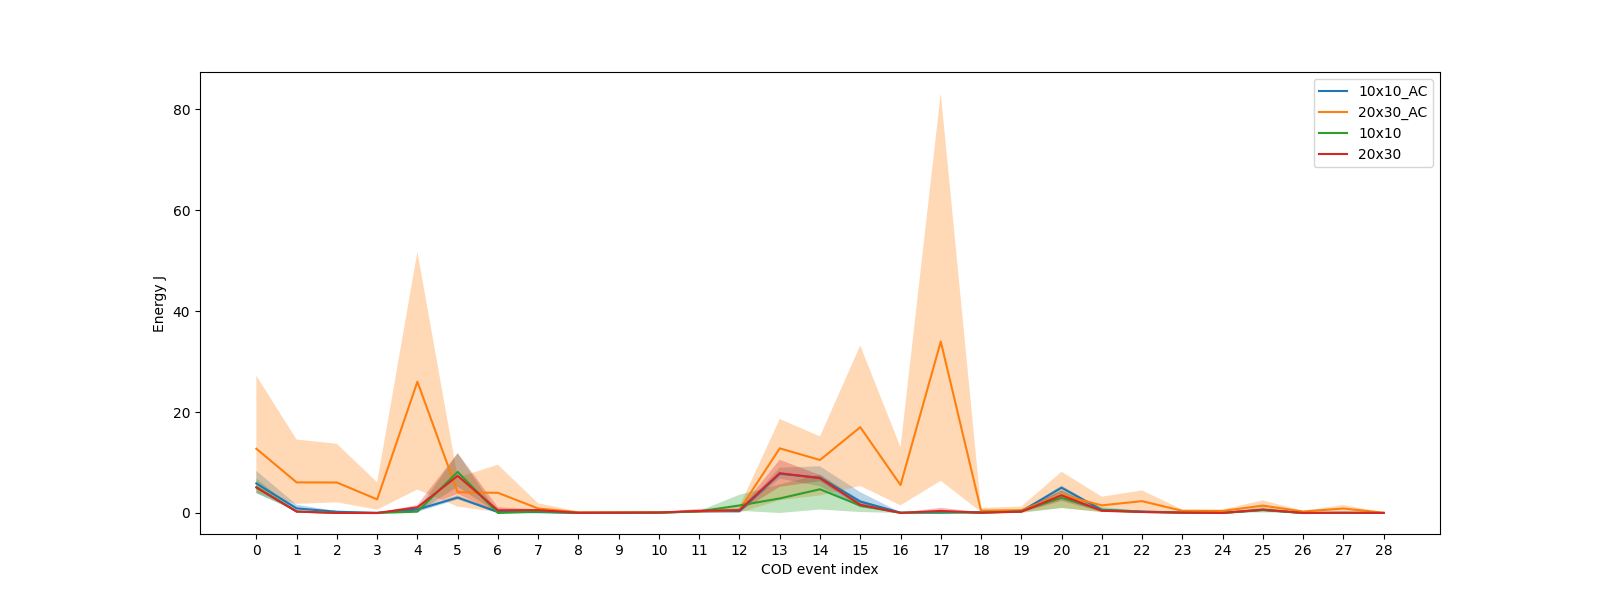 10x10_AC
20x30_AC
10x10
20x30
80
60
40
20
0
Energy J
0 1 2 3 4 5 6 7 8 9 10 11 12 13 14 15 16 17 18 19 20 21 22 23 24 25 26 27 28
COD event index